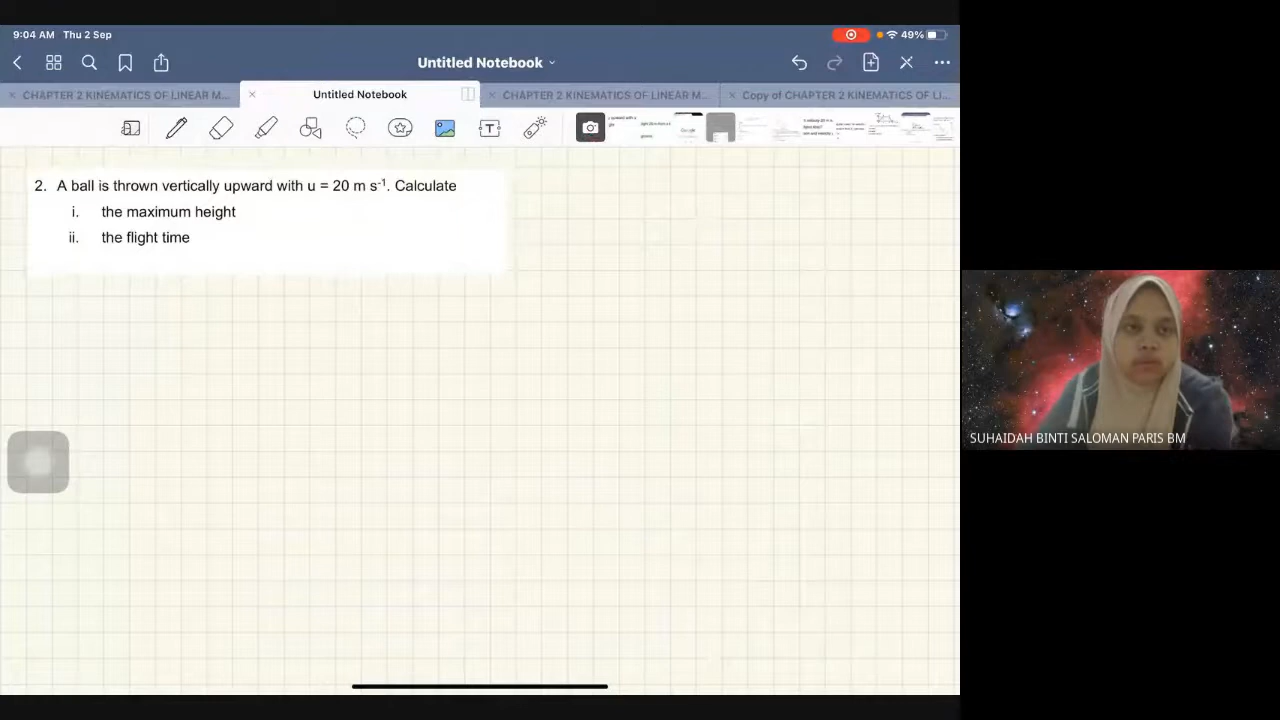 9:04 AM Thu 2 Sep
49%
Untitled Notebook
CHAPTER 2 KINEMATICS OF LINEAR M...
Untitled Notebook
CHAPTER 2 KINEMATICS OF LINEAR M...
Copy of CHAPTER 2 KINEMATICS OF LI...
2. A ball is thrown vertically upward with u = 20 m s⁻¹. Calculate
i. the maximum height
ii. the flight time
SUHAIDAH BINTI SALOMAN PARIS BM